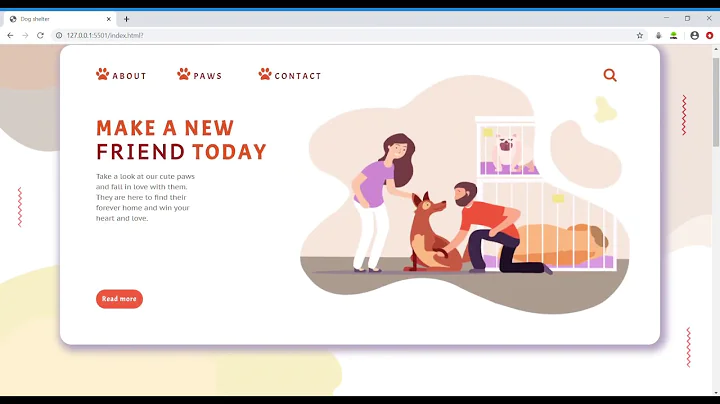 Dog shelter
127.0.0.1:5501/index.html?
ABOUT PAWS CONTACT
MAKE A NEW
FRIEND TODAY
Take a look at our cute paws
and fall in love with them.
They are here to find their
forever home and win your
heart and love.
Read more